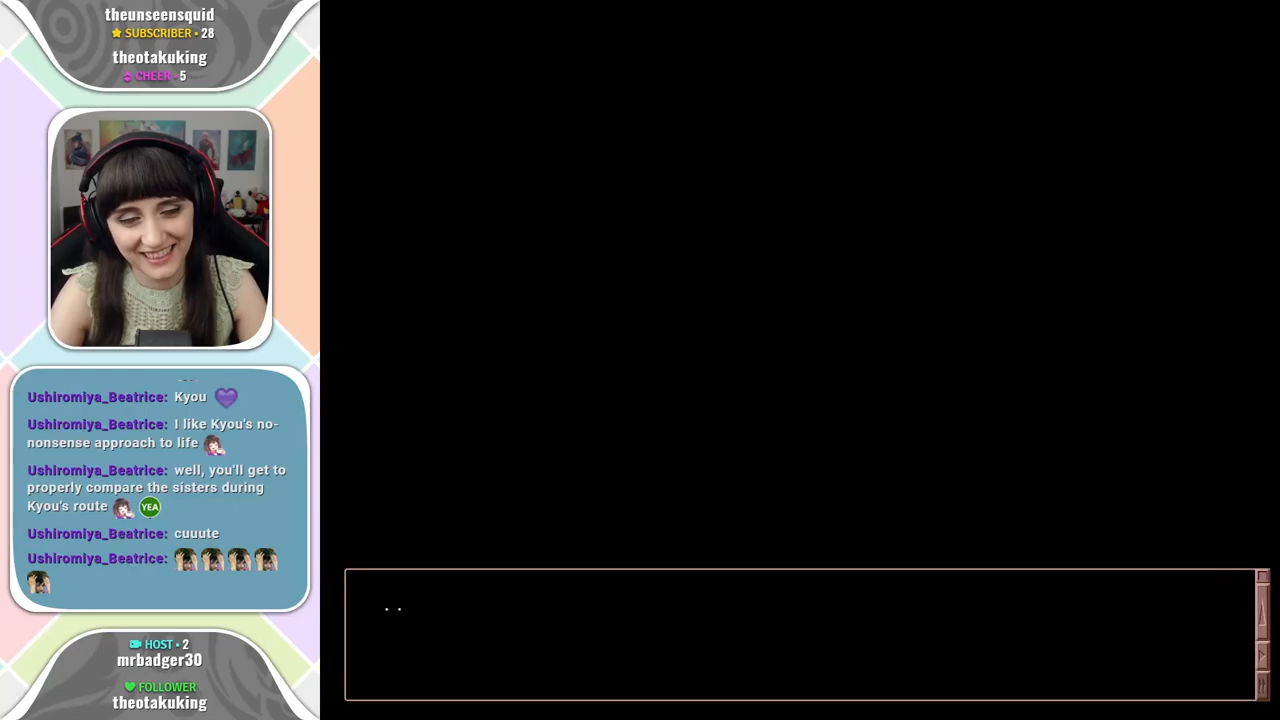 theunseensquid
SUBSCRIBER • 28
theotakuking
CHEER • 5
Ushiromiya_Beatrice: Kyou
Ushiromiya_Beatrice: I like Kyou's no-
nonsense approach to life
Ushiromiya_Beatrice: well, you'll get to
properly compare the sisters during
Kyou's route YEA
Ushiromiya_Beatrice: cuuute
Ushiromiya_Beatrice:
HOST • 2
mrbadger30
FOLLOWER
theotakuking
. .